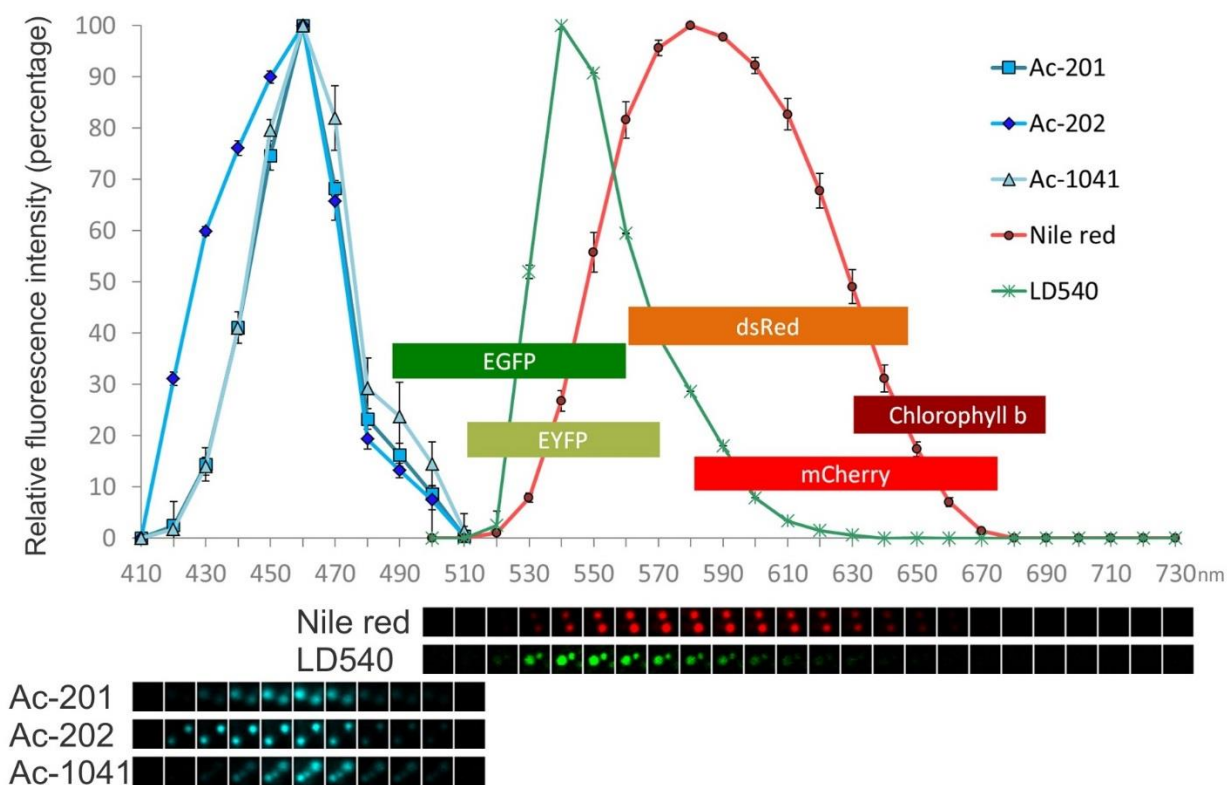 Relative fluorescence intensity (percentage)
100
90
80
70
60
50
40
30
20
10
0
Ac-201
Ac-202
Ac-1041
Nile red
LD540
dsRed
EGFP
Chlorophyll b
EYFP
mCherry
410 430 450 470 490 510 530 550 570 590 610 630 650 670 690 710 730nm
Nile red
LD540
Ac-201
Ac-202
Ac-1041